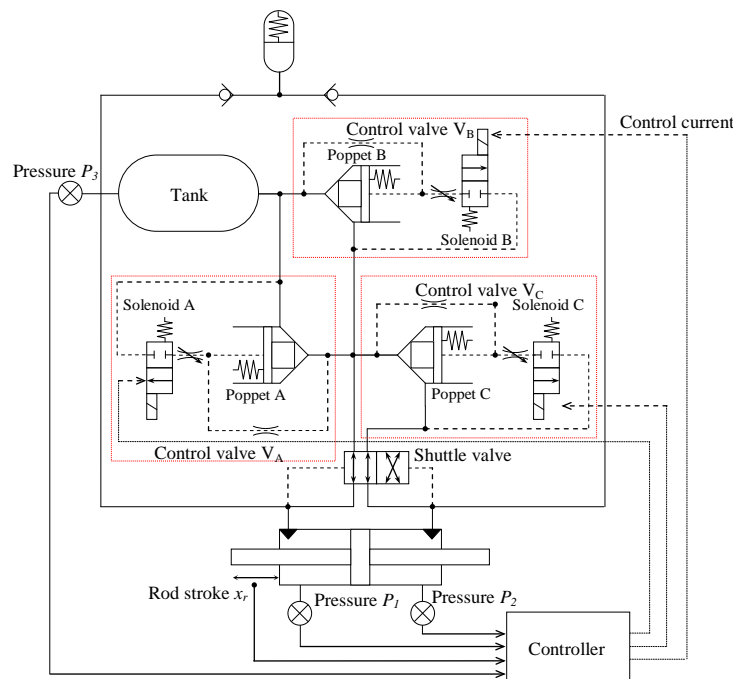 Control valve V_B
Control current
Poppet B
Pressure P_3
Tank
Solenoid B
Solenoid A
Control valve V_C
Solenoid C
Poppet A
Poppet C
Control valve V_A
Shuttle valve
Rod stroke x_r
Pressure P_1
Pressure P_2
Controller